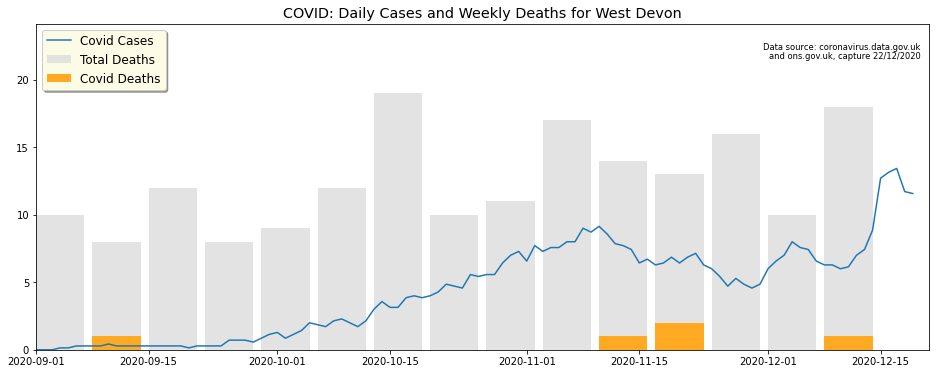 COVID: Daily Cases and Weekly Deaths for West Devon
Covid Cases
Total Deaths
Covid Deaths
Data source: coronavirus.data.gov.uk
and ons.gov.uk, capture 22/12/2020
20
15
10
5
0
2020-09-01 2020-09-15 2020-10-01 2020-10-15 2020-11-01 2020-11-15 2020-12-01 2020-12-15